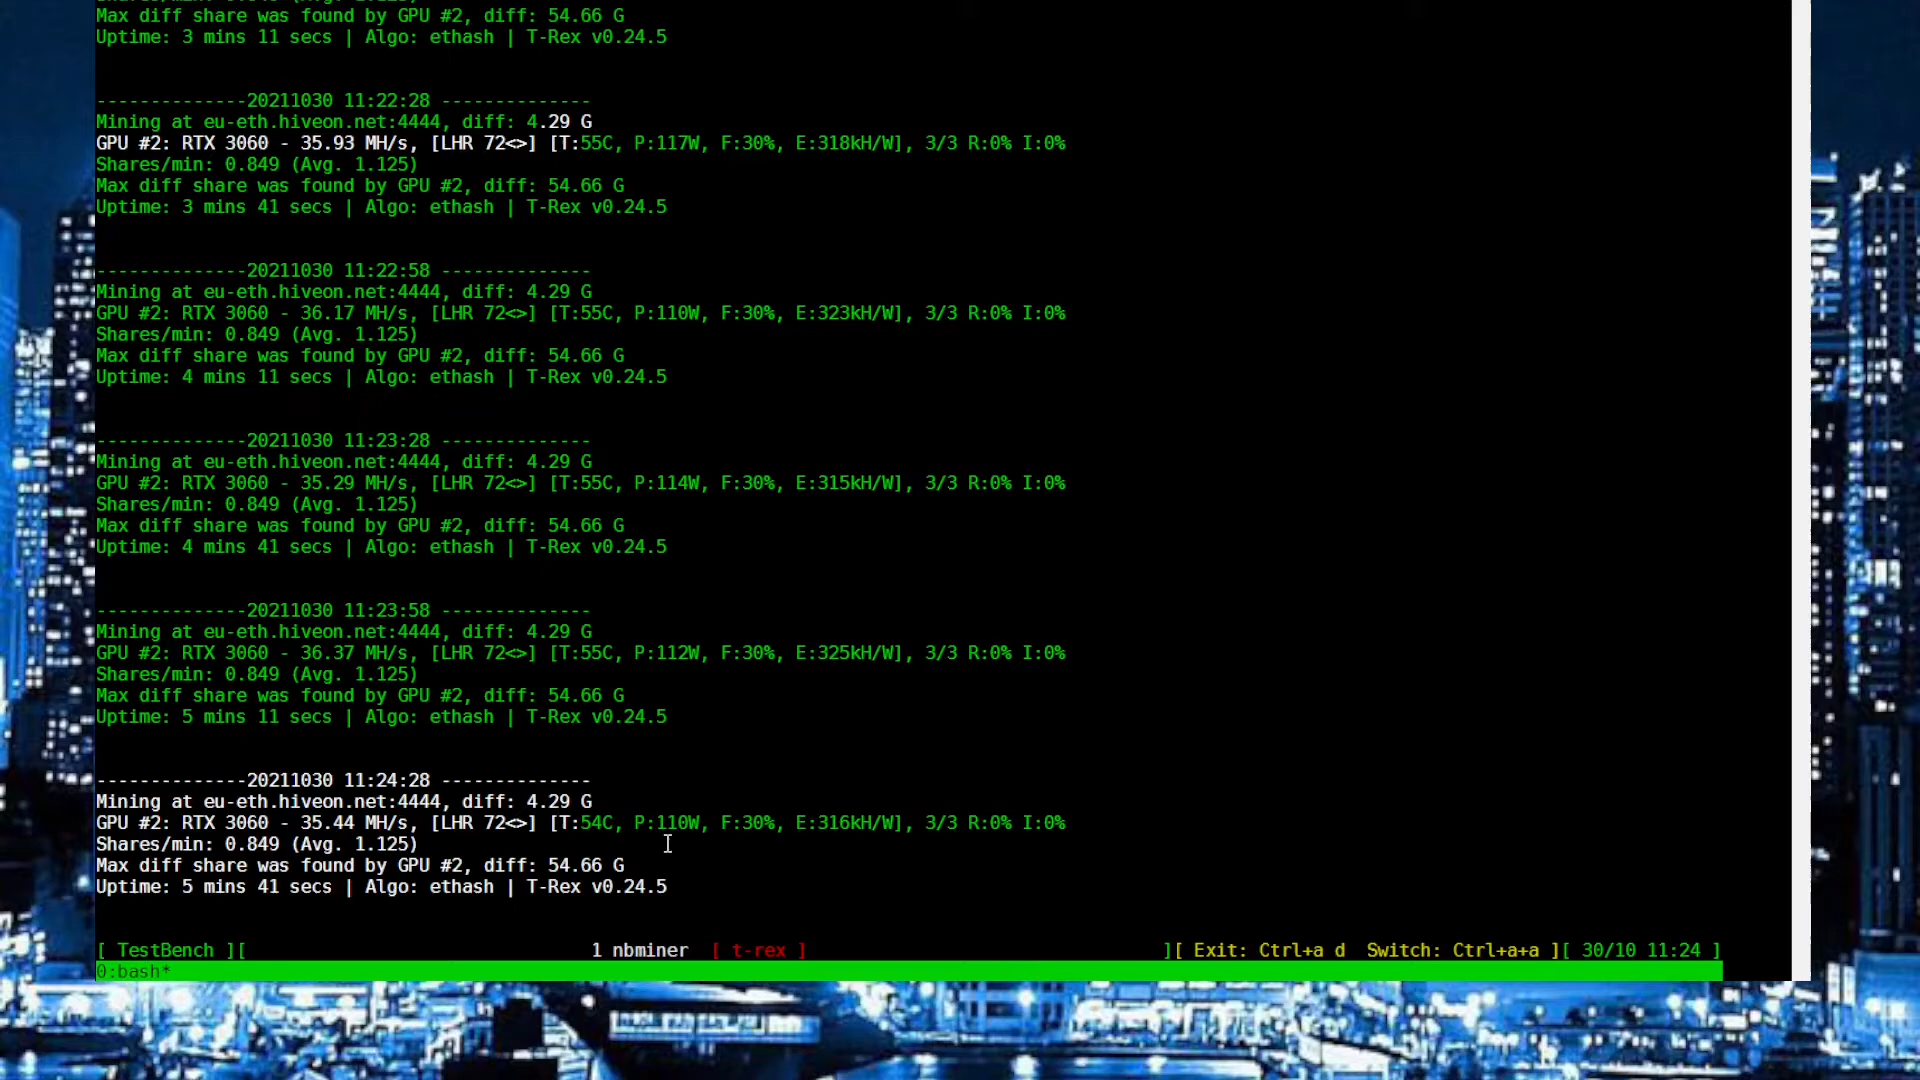 Max diff share was found by GPU #2, diff: 54.66 G
Uptime: 3 mins 11 secs | Algo: ethash | T-Rex v0.24.5
--------------20211030 11:22:28 --------------
Mining at eu-eth.hiveon.net:4444, diff: 4.29 G
GPU #2: RTX 3060 - 35.93 MH/s, [LHR 72<>] [T:55C, P:117W, F:30%, E:318kH/W], 3/3 R:0% I:0%
Shares/min: 0.849 (Avg. 1.125)
Max diff share was found by GPU #2, diff: 54.66 G
Uptime: 3 mins 41 secs | Algo: ethash | T-Rex v0.24.5
--------------20211030 11:22:58 --------------
Mining at eu-eth.hiveon.net:4444, diff: 4.29 G
GPU #2: RTX 3060 - 36.17 MH/s, [LHR 72<>] [T:55C, P:110W, F:30%, E:323kH/W], 3/3 R:0% I:0%
Shares/min: 0.849 (Avg. 1.125)
Max diff share was found by GPU #2, diff: 54.66 G
Uptime: 4 mins 11 secs | Algo: ethash | T-Rex v0.24.5
--------------20211030 11:23:28 --------------
Mining at eu-eth.hiveon.net:4444, diff: 4.29 G
GPU #2: RTX 3060 - 35.29 MH/s, [LHR 72<>] [T:55C, P:114W, F:30%, E:315kH/W], 3/3 R:0% I:0%
Shares/min: 0.849 (Avg. 1.125)
Max diff share was found by GPU #2, diff: 54.66 G
Uptime: 4 mins 41 secs | Algo: ethash | T-Rex v0.24.5
--------------20211030 11:23:58 --------------
Mining at eu-eth.hiveon.net:4444, diff: 4.29 G
GPU #2: RTX 3060 - 36.37 MH/s, [LHR 72<>] [T:55C, P:112W, F:30%, E:325kH/W], 3/3 R:0% I:0%
Shares/min: 0.849 (Avg. 1.125)
Max diff share was found by GPU #2, diff: 54.66 G
Uptime: 5 mins 11 secs | Algo: ethash | T-Rex v0.24.5
--------------20211030 11:24:28 --------------
Mining at eu-eth.hiveon.net:4444, diff: 4.29 G
GPU #2: RTX 3060 - 35.44 MH/s, [LHR 72<>] [T:54C, P:110W, F:30%, E:316kH/W], 3/3 R:0% I:0%
Shares/min: 0.849 (Avg. 1.125)
Max diff share was found by GPU #2, diff: 54.66 G
Uptime: 5 mins 41 secs | Algo: ethash | T-Rex v0.24.5
[ TestBench ][ 1 nbminer [ t-rex ] ][ Exit: Ctrl+a d Switch: Ctrl+a+a ][ 30/10 11:24 ]
0:bash*